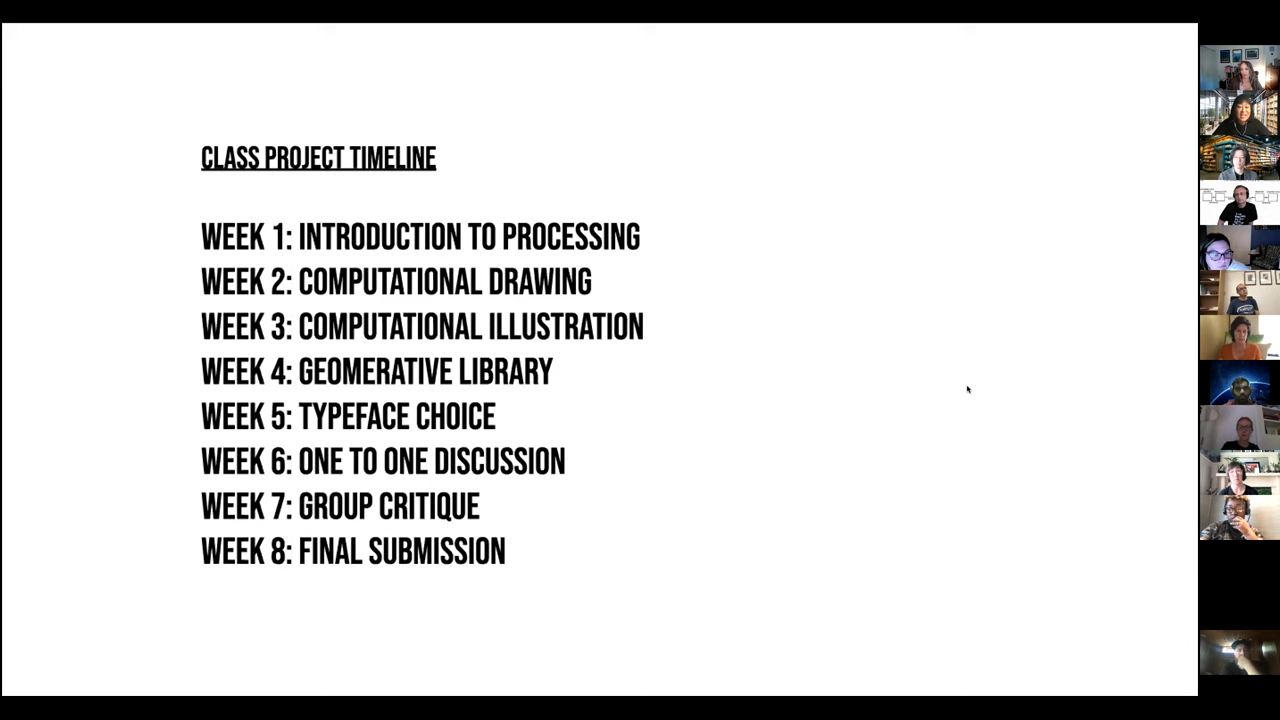 CLASS PROJECT TIMELINE
WEEK 1: INTRODUCTION TO PROCESSING
WEEK 2: COMPUTATIONAL DRAWING
WEEK 3: COMPUTATIONAL ILLUSTRATION
WEEK 4: GEOMERATIVE LIBRARY
WEEK 5: TYPEFACE CHOICE
WEEK 6: ONE TO ONE DISCUSSION
WEEK 7: GROUP CRITIQUE
WEEK 8: FINAL SUBMISSION